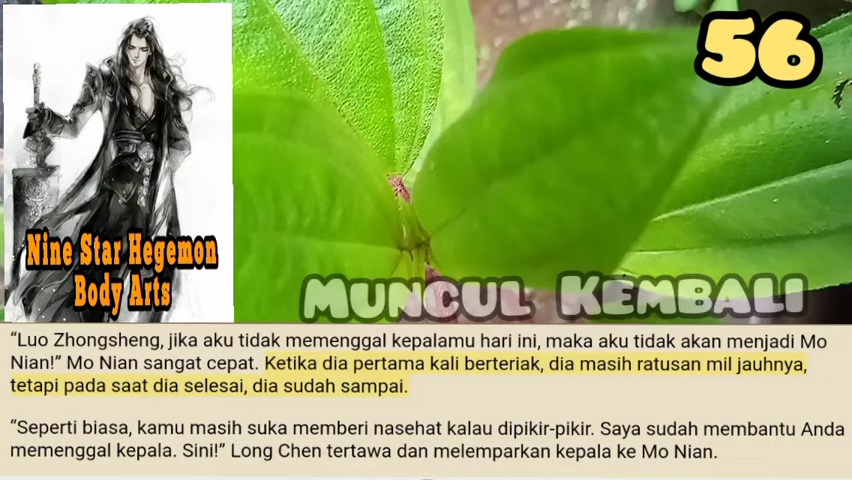 56
Nine Star Hegemon
Body Arts
MUNCUL KEMBALI
“Luo Zhongsheng, jika aku tidak memenggal kepalamu hari ini, maka aku tidak akan menjadi Mo
Nian!” Mo Nian sangat cepat. Ketika dia pertama kali berteriak, dia masih ratusan mil jauhnya,
tetapi pada saat dia selesai, dia sudah sampai.
“Seperti biasa, kamu masih suka memberi nasehat kalau dipikir-pikir. Saya sudah membantu Anda
memenggal kepala. Sini!” Long Chen tertawa dan melemparkan kepala ke Mo Nian.